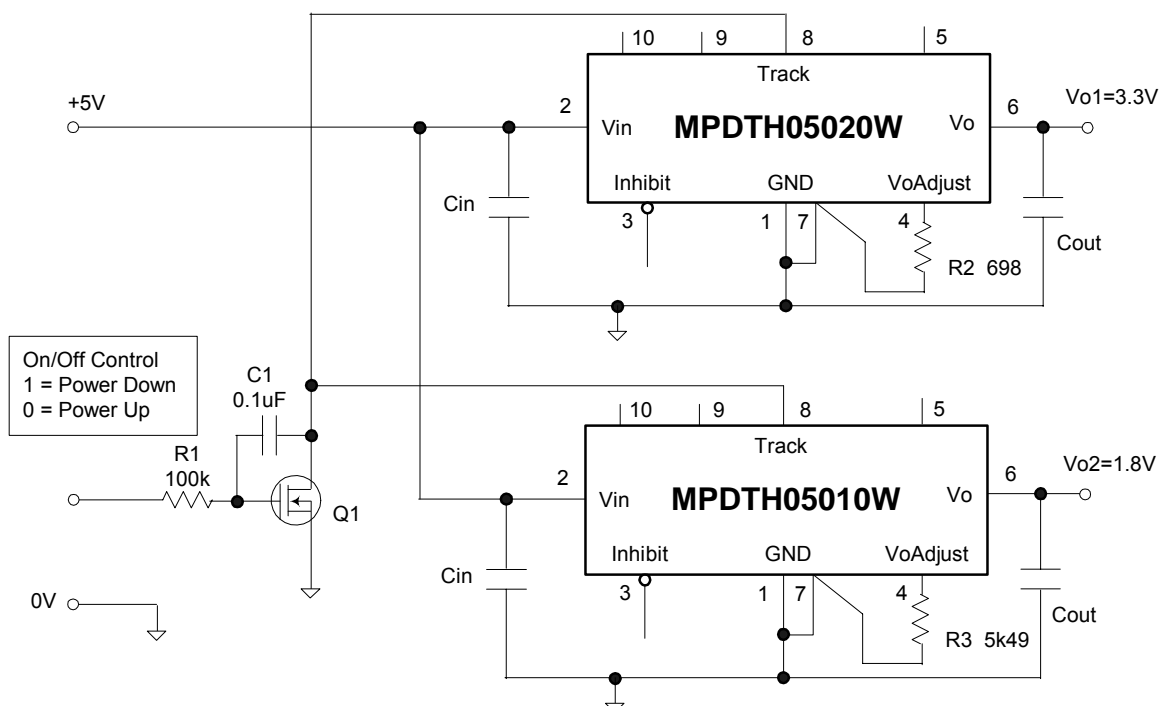 10 9 8 5
Track
+5V
2 Vin MPDTH05020W Vo 6 Vo1=3.3V
Inhibit GND VoAdjust
Cin
3 1 7 4
Cout
R2 698
On/Off Control
1 = Power Down
0 = Power Up
C1
0.1uF
10 9 8 5
Track
R1
100k
2 Vin MPDTH05010W Vo 6 Vo2=1.8V
Q1
Inhibit GND VoAdjust
Cin
3 1 7 4
0V
Cout
R3 5k49